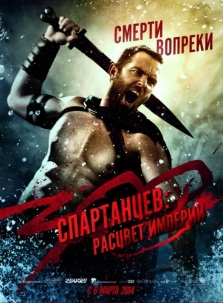 СМЕРТИ
ВОПРЕКИ
300
СПАРТАНЦЕВ
РАСЦВЕТ ИМПЕРИИ
С 6 МАРТА 2014